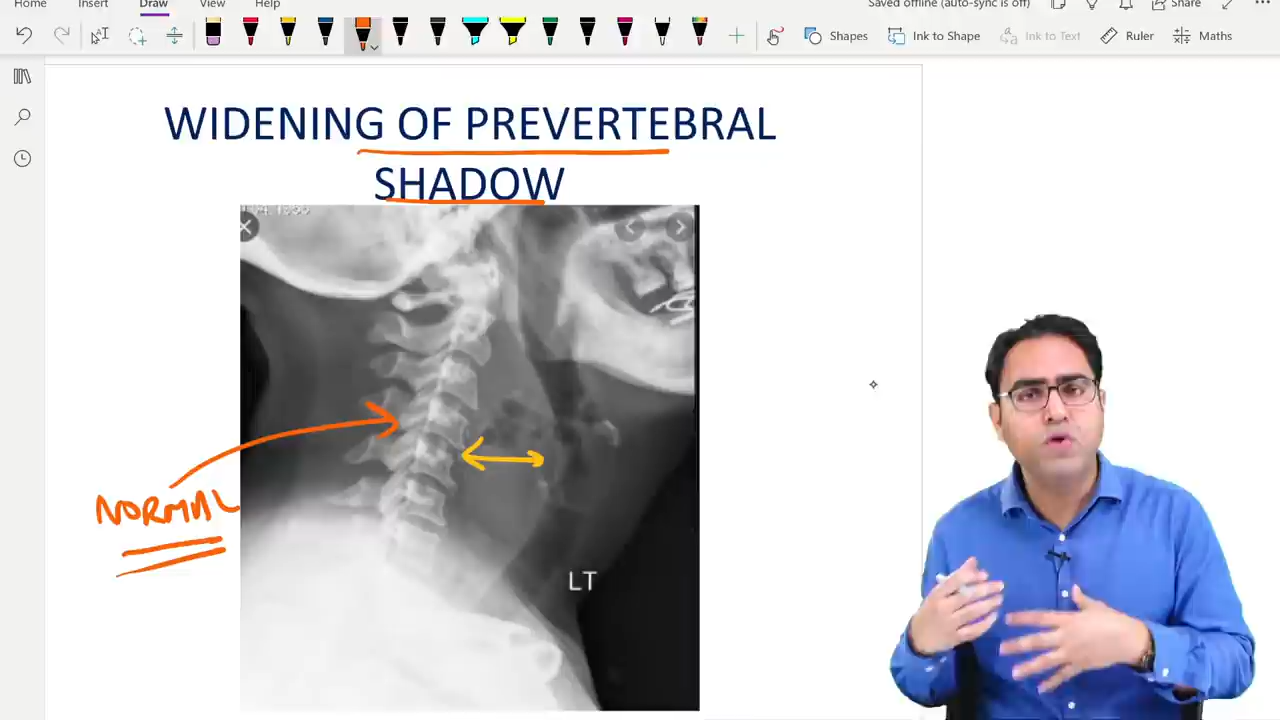 Home Insert Draw View Help Saved offline (auto-sync is off) Share
Shapes Ink to Shape Ink to Text Ruler Maths
WIDENING OF PREVERTEBRAL
SHADOW
NORMAL
LT